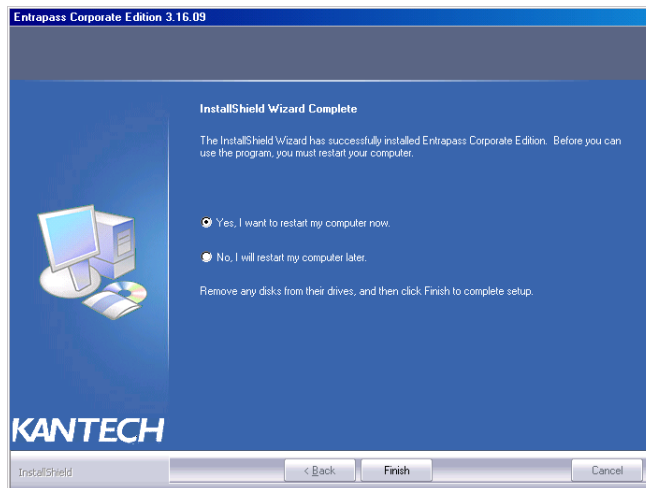 Entrapass Corporate Edition 3.16.09
InstallShield Wizard Complete
The InstallShield Wizard has successfully installed Entrapass Corporate Edition. Before you can
use the program, you must restart your computer.
Yes, I want to restart my computer now.
No, I will restart my computer later.
Remove any disks from their drives, and then click Finish to complete setup.
KANTECH
InstallShield
< Back
Finish
Cancel